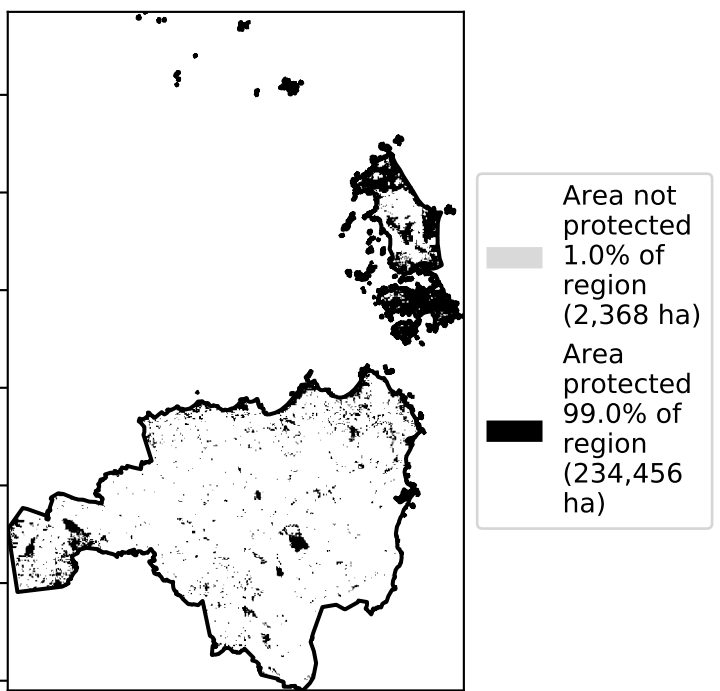 Area not
protected
1.0% of
region
(2,368 ha)
Area
protected
99.0% of
region
(234,456
ha)